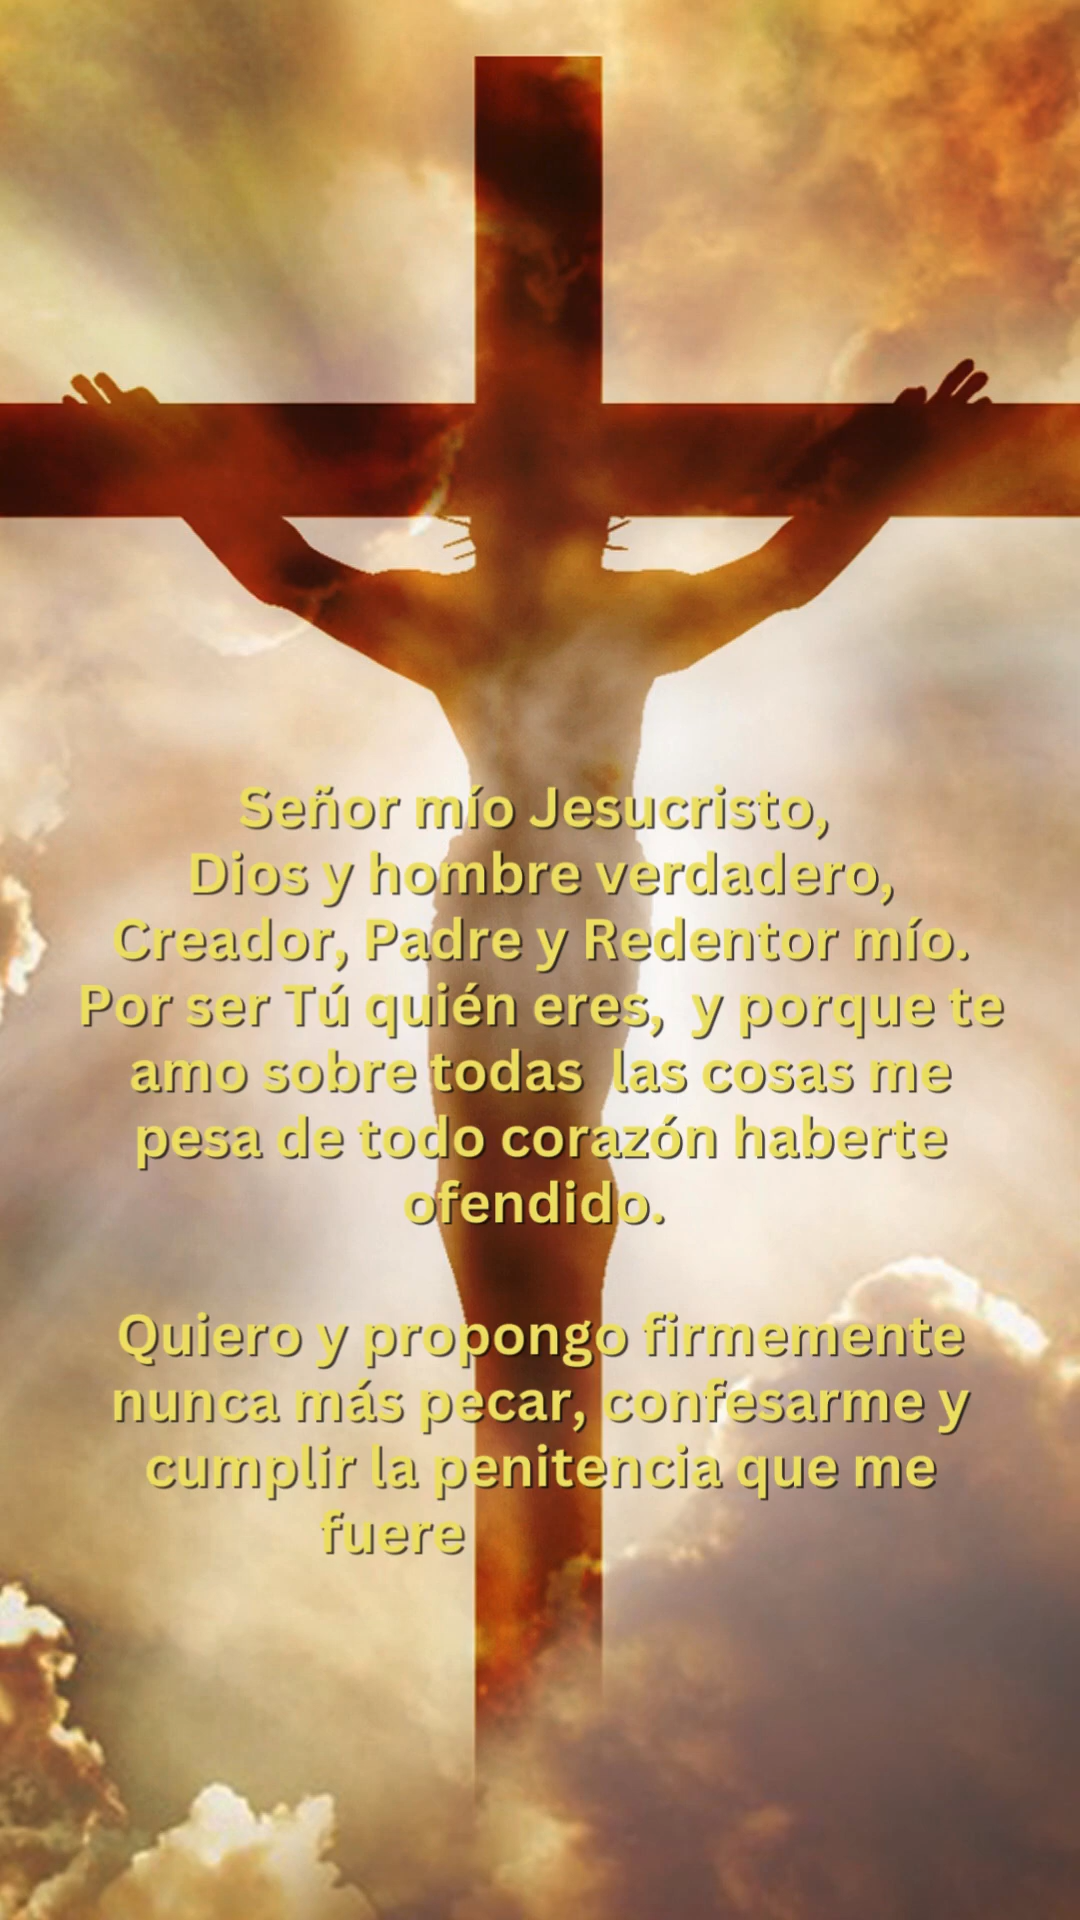 Señor mío Jesucristo,
Dios y hombre verdadero,
Creador, Padre y Redentor mío.
Por ser Tú quién eres, y porque te
amo sobre todas las cosas me
pesa de todo corazón haberte
ofendido.
Quiero y propongo firmemente
nunca más pecar, confesarme y
cumplir la penitencia que me
fuere